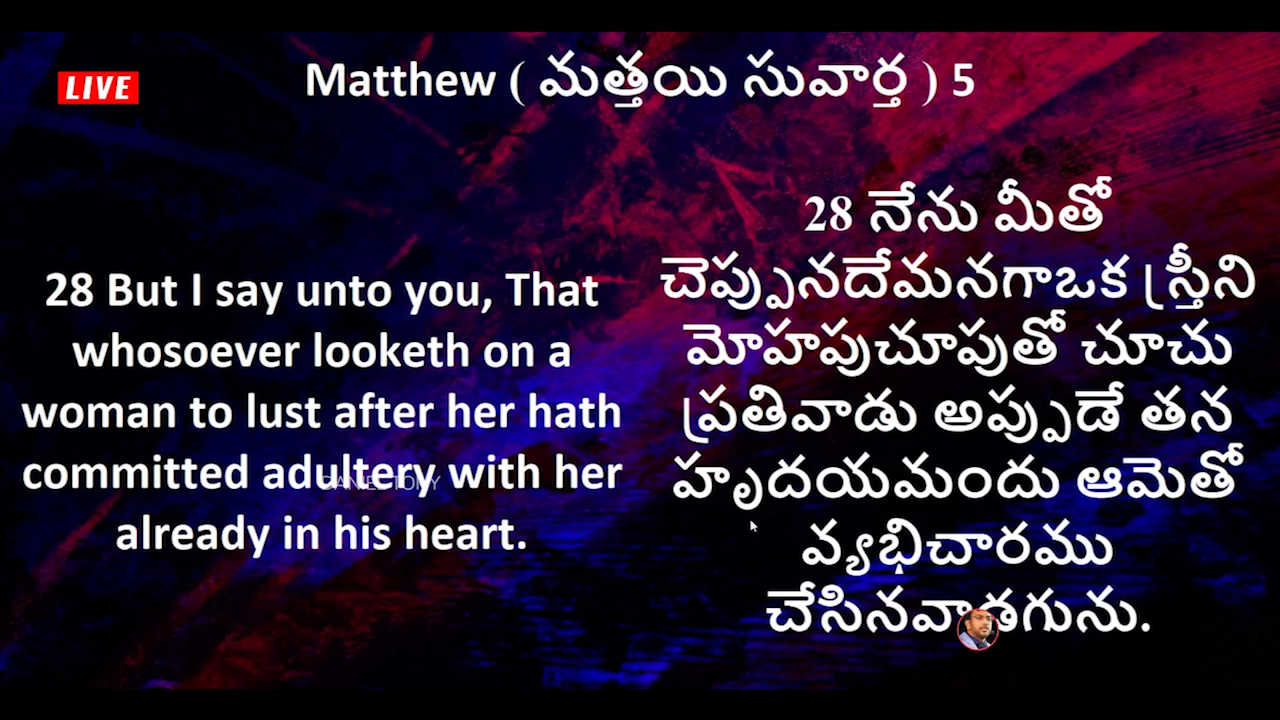 LIVE
Matthew ( మత్తయి సువార్త ) 5
28 But I say unto you, That
whosoever looketh on a
woman to lust after her hath
committed adultery with her
already in his heart.
28 నేను మీతో
చెప్పునదేమనగాఒక స్త్రీని
మోహపుచూపుతో చూచు
ప్రతివాడు అప్పుడే తన
హృదయమందు ఆమెతో
వ్యభిచారము
చేసినవాడగును.